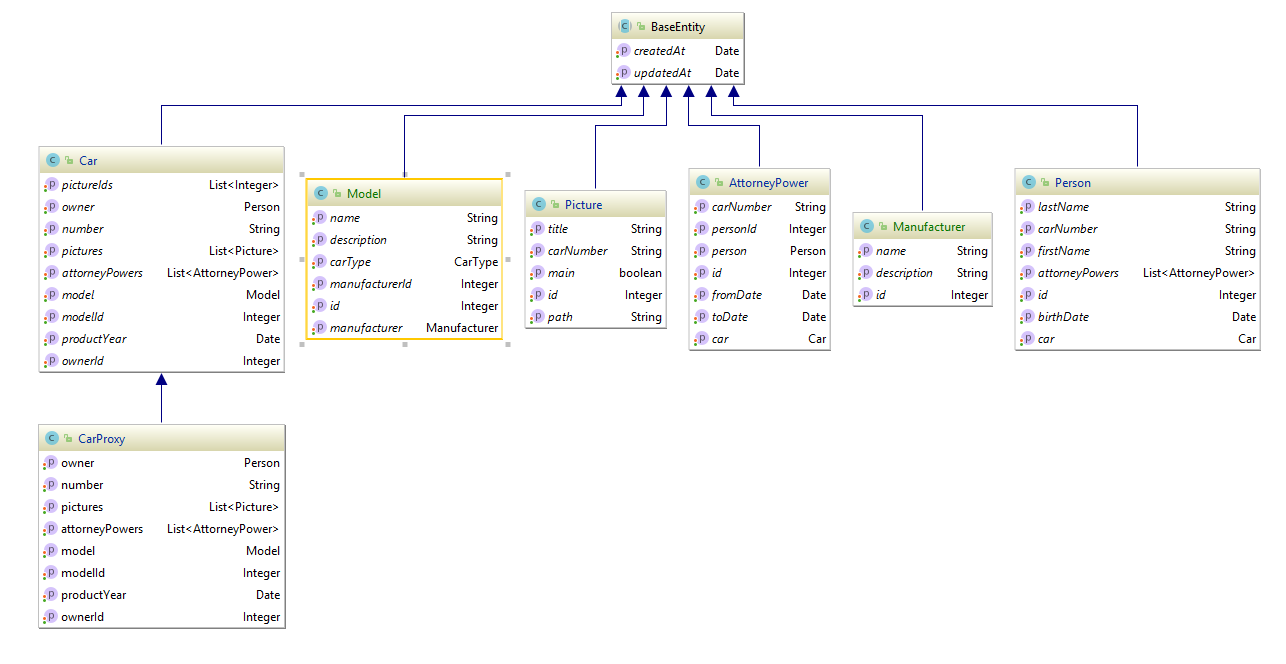 BaseEntity
createdAt Date
updatedAt Date
Car
pictureIds List<Integer>
owner Person
number String
pictures List<Picture>
attorneyPowers List<AttorneyPower>
model Model
modelId Integer
productYear Date
ownerId Integer
Model
name String
description String
carType CarType
manufacturerId Integer
id Integer
manufacturer Manufacturer
Picture
title String
carNumber String
main boolean
id Integer
path String
AttorneyPower
carNumber String
personId Integer
person Person
id Integer
fromDate Date
toDate Date
car Car
Manufacturer
name String
description String
id Integer
Person
lastName String
carNumber String
firstName String
attorneyPowers List<AttorneyPower>
id Integer
birthDate Date
car Car
CarProxy
owner Person
number String
pictures List<Picture>
attorneyPowers List<AttorneyPower>
model Model
modelId Integer
productYear Date
ownerId Integer